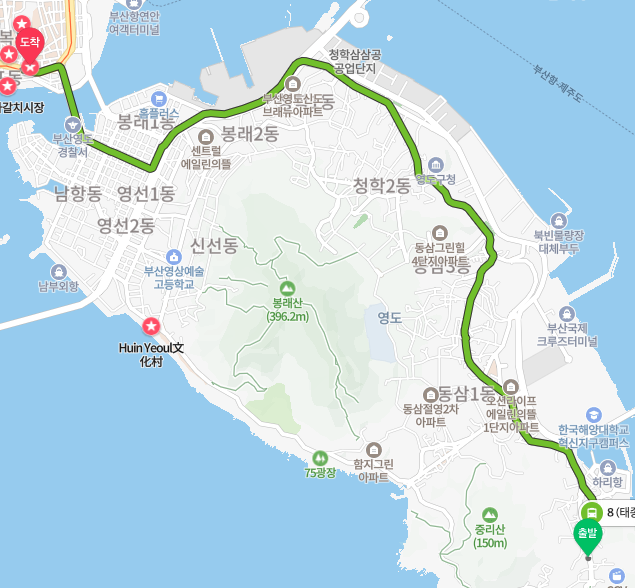 부산항연안
여객터미널
도착
갈치시장
부산영도
경찰서
홈플러스
봉래1동
봉래2동
센트럴
에일린의뜰
부산영도산도
브래뉴아파트
동
청학삼삼공
공업단지
부산항-제주도
영도구청
청학2동
남항동
영선1동
영선2동
신선동
동삼그린힐
4단지아파트
동삼3동
북빈물량장
대체부두
남부외항
부산영상예술
고등학교
봉래산
(396.2m)
영도
부산국제
크루즈터미널
Huin Yeoul文
化村
동삼1동
동삼절영2차
아파트
오션라이프
에일린의뜰
1단지아파트
한국해양대학교
혁신지구캠퍼스
75광장
함지그린
아파트
하리항
8 (태종
중리산
(150m)
출발